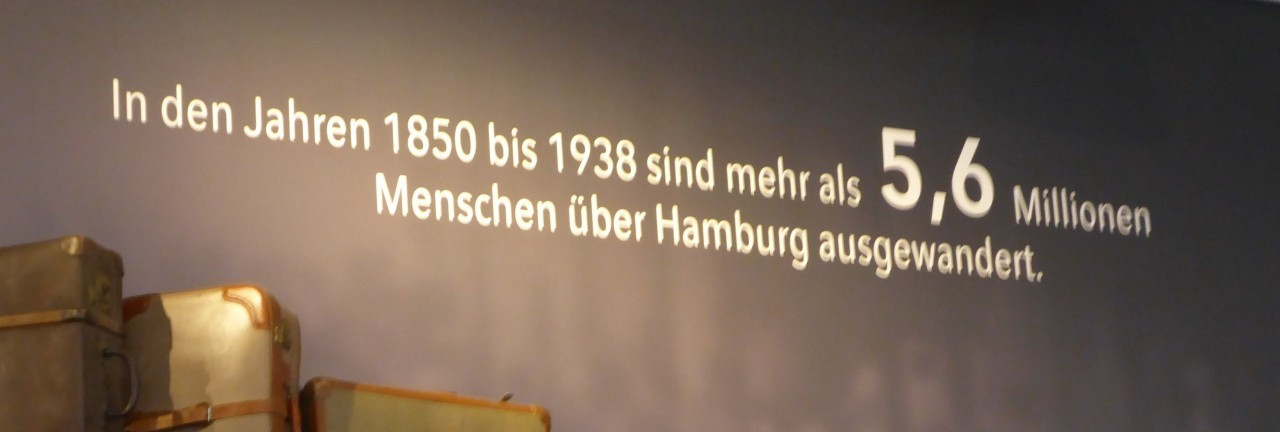 In den Jahren 1850 bis 1938 sind mehr als 5,6 Millionen
Menschen über Hamburg ausgewandert.